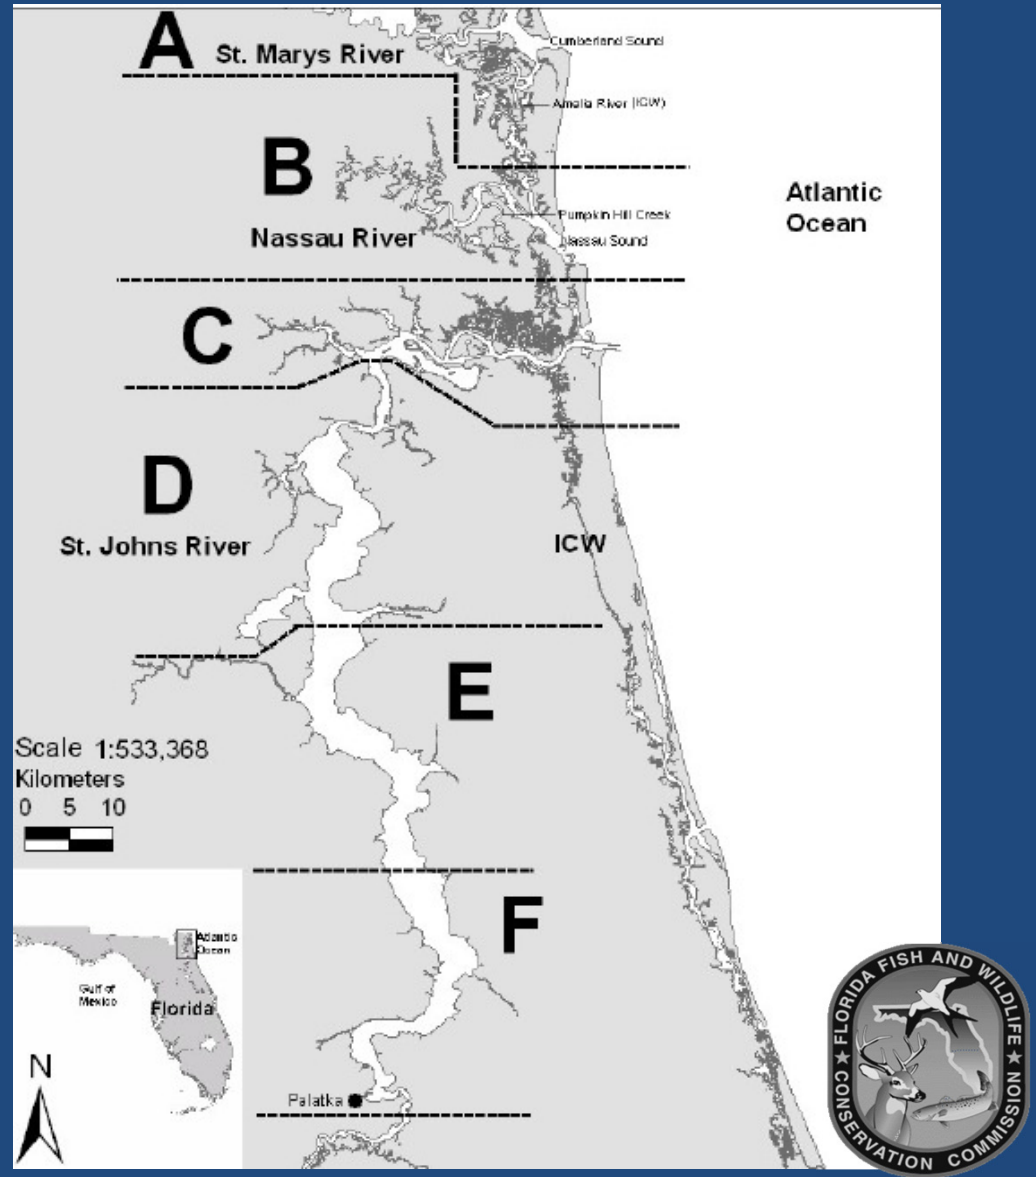 A
St. Marys River
Cumberland Sound
Amelia River (ICW)
B
Nassau River
Pumpkin Hill Creek
Nassau Sound
Atlantic
Ocean
C
D
St. Johns River
ICW
E
Scale 1:533,368
Kilometers
0 5 10
F
Atlantic
Ocean
Gulf of
Mexico
Florida
N
Palatka
FLORIDA FISH AND WILDLIFE
CONSERVATION COMMISSION